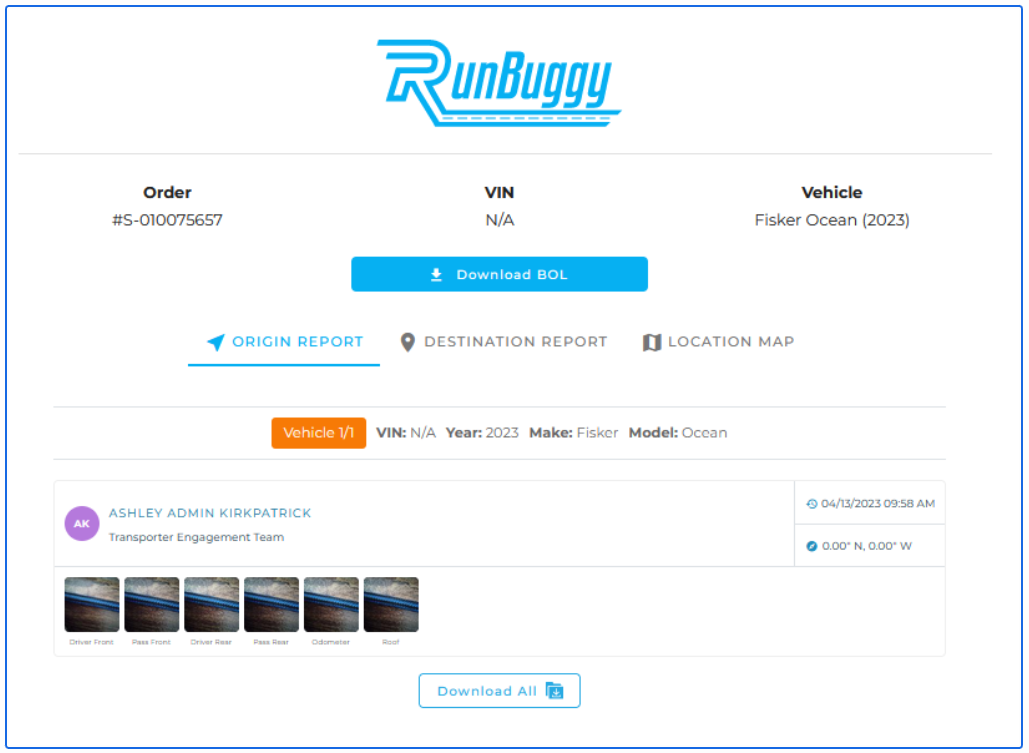 RunBuggy
Order
#S-010075657
VIN
N/A
Vehicle
Fisker Ocean (2023)
Download BOL
ORIGIN REPORT
DESTINATION REPORT
LOCATION MAP
Vehicle 1/1 VIN: N/A Year: 2023 Make: Fisker Model: Ocean
AK
ASHLEY ADMIN KIRKPATRICK
Transporter Engagement Team
04/13/2023 09:58 AM
0.00° N, 0.00° W
Driver Front
Pass Front
Driver Rear
Pass Rear
Odometer
Roof
Download All